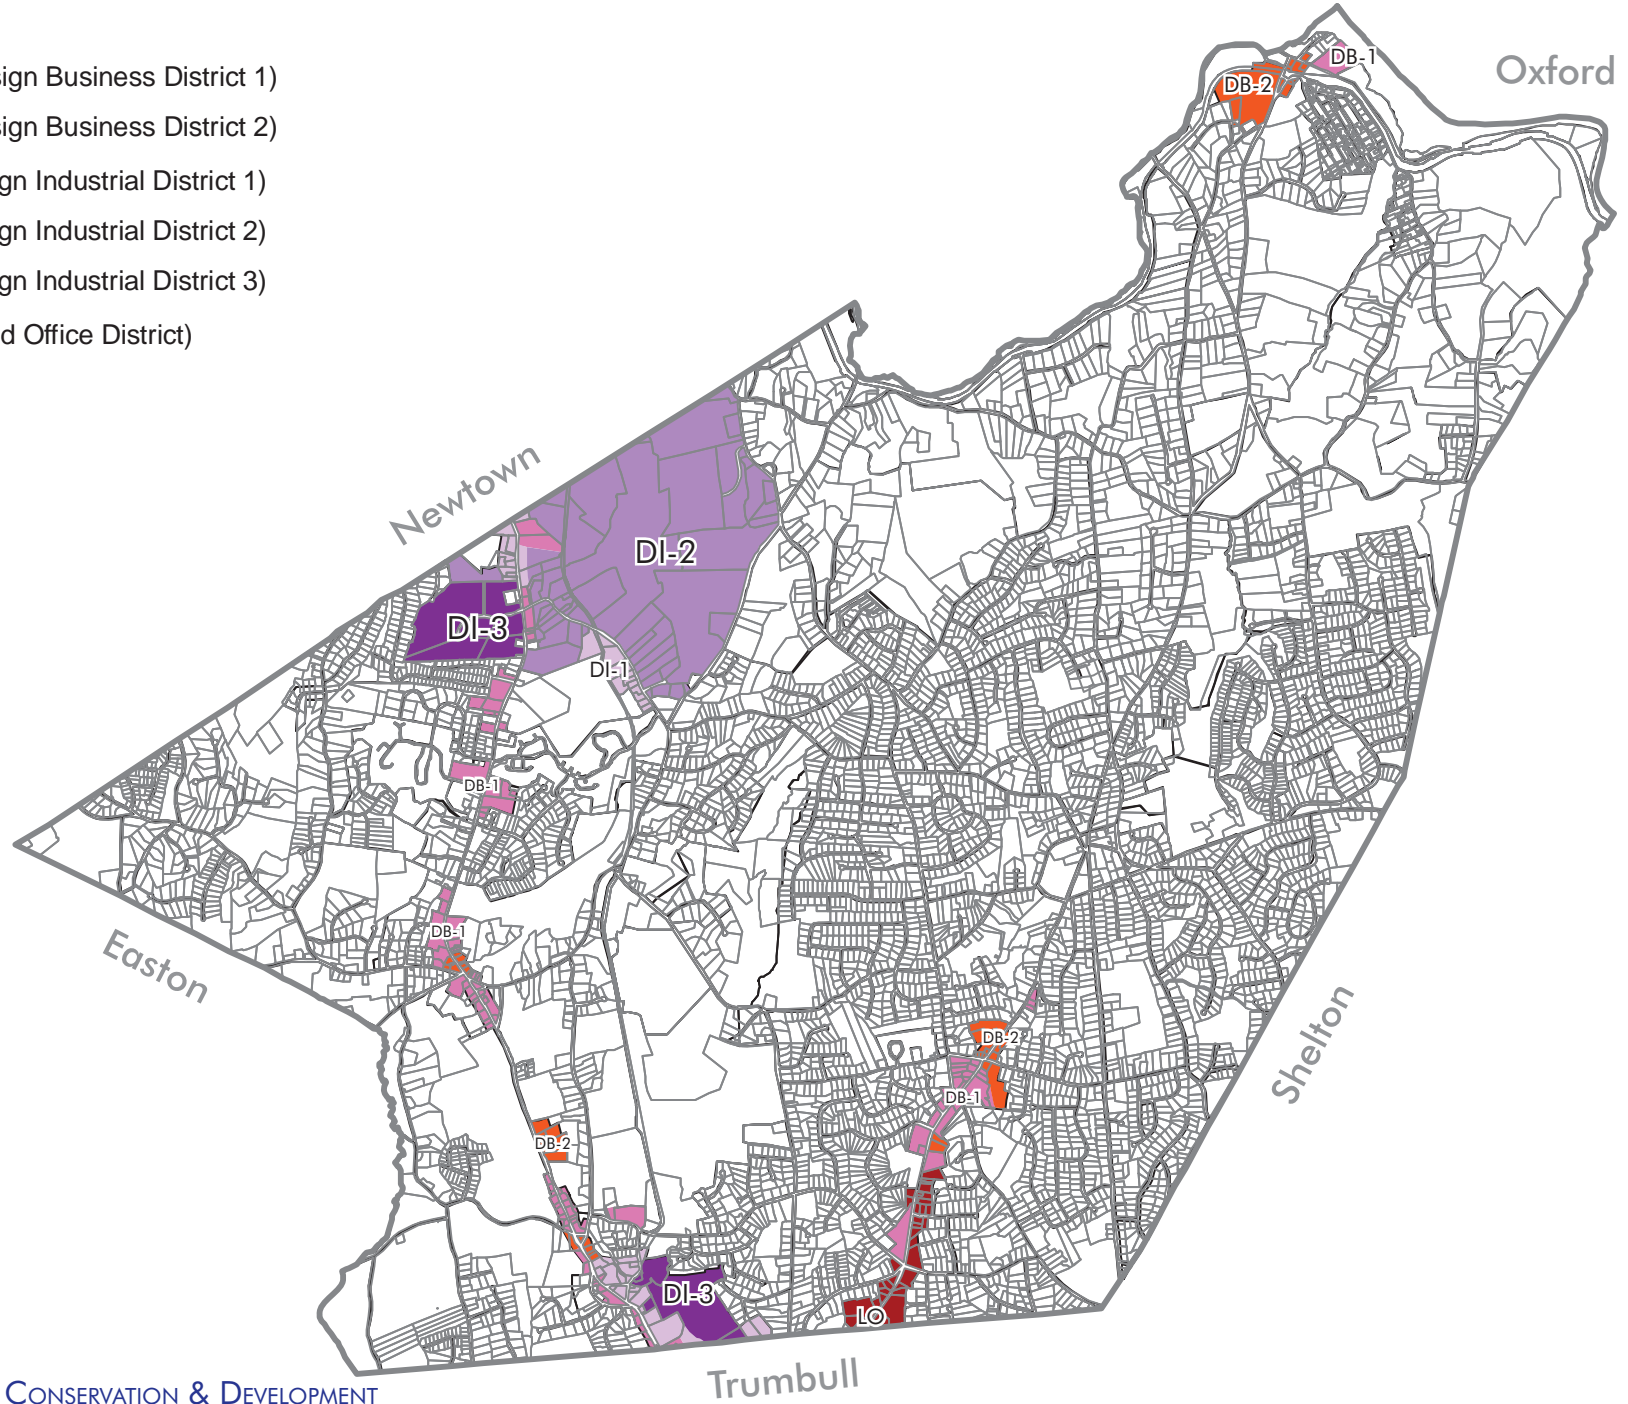 sign Business District 1)
sign Business District 2)
gn Industrial District 1)
gn Industrial District 2)
gn Industrial District 3)
d Office District)
DB-1
Oxford
DB-2
Newtown
DI-2
DI-3
DI-1
DB-1
DB-1
Easton
Shelton
DB-2
DB-1
DB-2
DI-3
LO
Trumbull
CONSERVATION & DEVELOPMENT